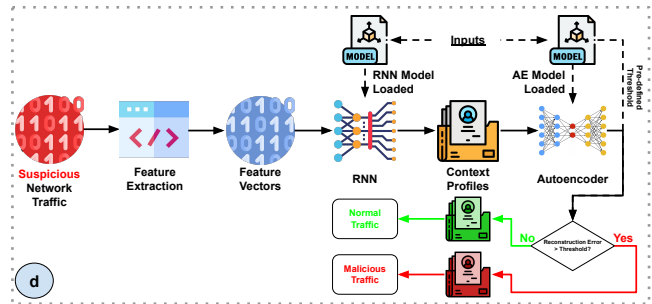 MODEL
Inputs
MODEL
RNN Model
Loaded
AE Model
Loaded
Pre-defined
Threshold
Suspicious
Network
Traffic
Feature
Extraction
Feature
Vectors
RNN
Context
Profiles
Autoencoder
Normal
Traffic
No
Reconstruction Error
> Threshold?
Yes
Malicious
Traffic
d